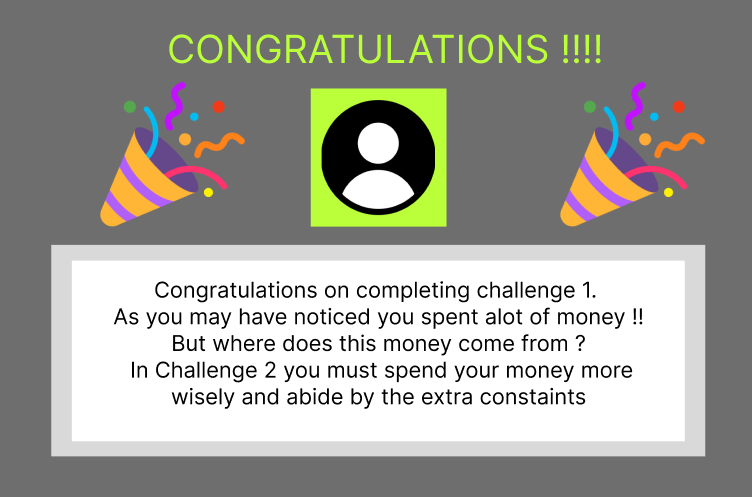 CONGRATULATIONS !!!!
Congratulations on completing challenge 1.
As you may have noticed you spent alot of money !!
But where does this money come from ?
In Challenge 2 you must spend your money more
wisely and abide by the extra constaints